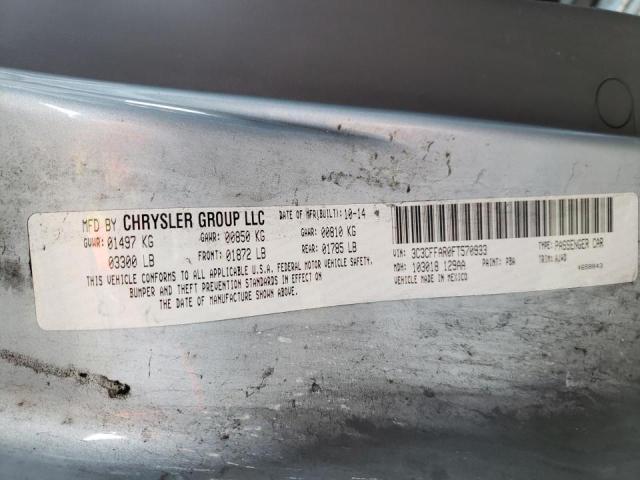 MFD BY CHRYSLER GROUP LLC DATE OF MFR(BUILT): 10-14
GVWR: 01497 KG GAWR: 00850 KG GAWR: 00810 KG
03300 LB FRONT: 01872 LB REAR: 01785 LB
THIS VEHICLE CONFORMS TO ALL APPLICABLE U.S.A. FEDERAL MOTOR VEHICLE SAFETY,
BUMPER AND THEFT PREVENTION STANDARDS IN EFFECT ON
THE DATE OF MANUFACTURE SHOWN ABOVE.
VIN: 3C3CFFAR0FT570933 TYPE: PASSENGER CAR
MDH: 103018 129AA PAINT: PBA TRIM: AJAD
VEHICLE MADE IN MEXICO